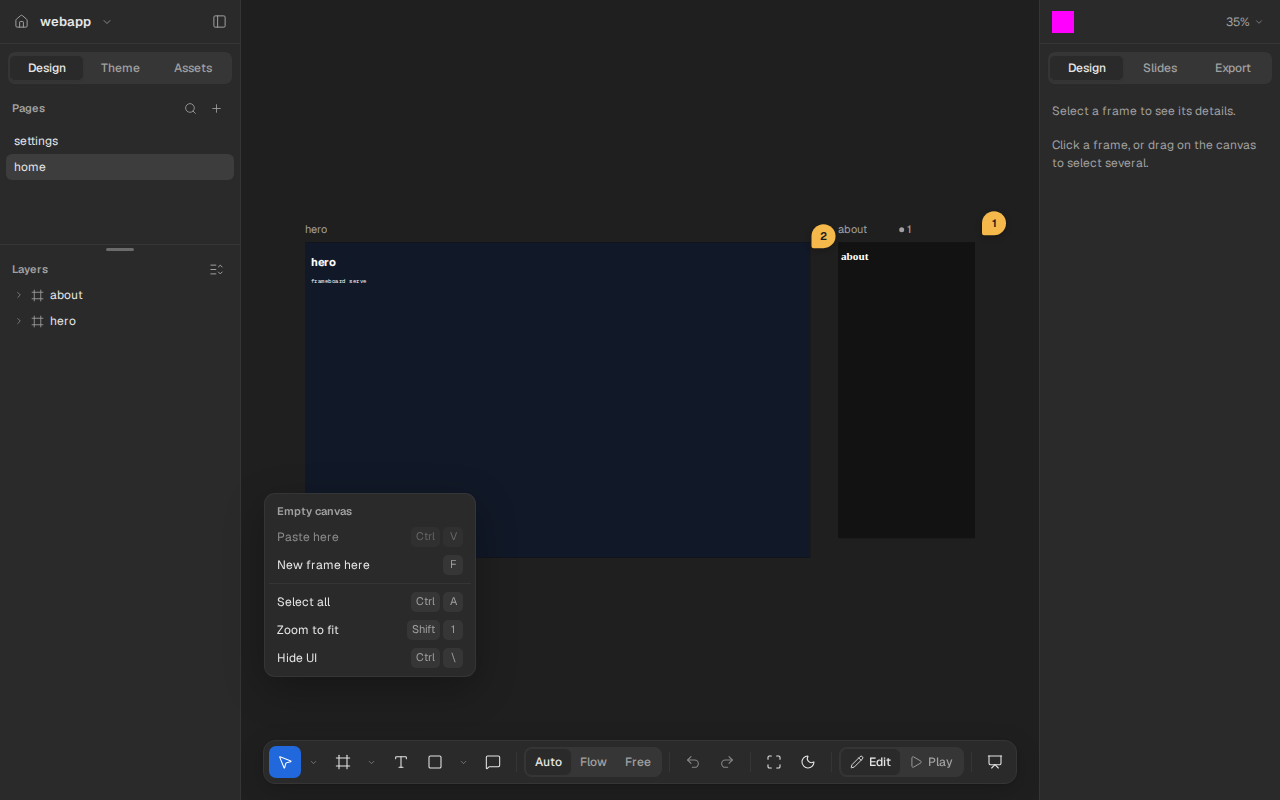 webapp
Design Theme Assets
Pages
settings
home
Layers
about
hero
hero
2
about
1
1
hero
frameboard serve
about
Empty canvas
Paste here Ctrl V
New frame here F
Select all Ctrl A
Zoom to fit Shift 1
Hide UI Ctrl \
Auto Flow Free
Edit Play
35%
Design Slides Export
Select a frame to see its details.
Click a frame, or drag on the canvas
to select several.